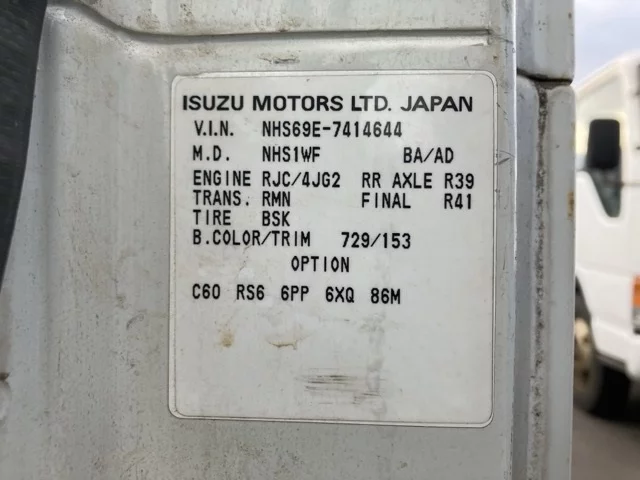 ISUZU MOTORS LTD. JAPAN
V.I.N. NHS69E-7414644
M.D. NHS1WF BA/AD
ENGINE RJC/4JG2 RR AXLE R39
TRANS. RMN FINAL R41
TIRE BSK
B.COLOR/TRIM 729/153
OPTION
C60 RS6 6PP 6XQ 86M